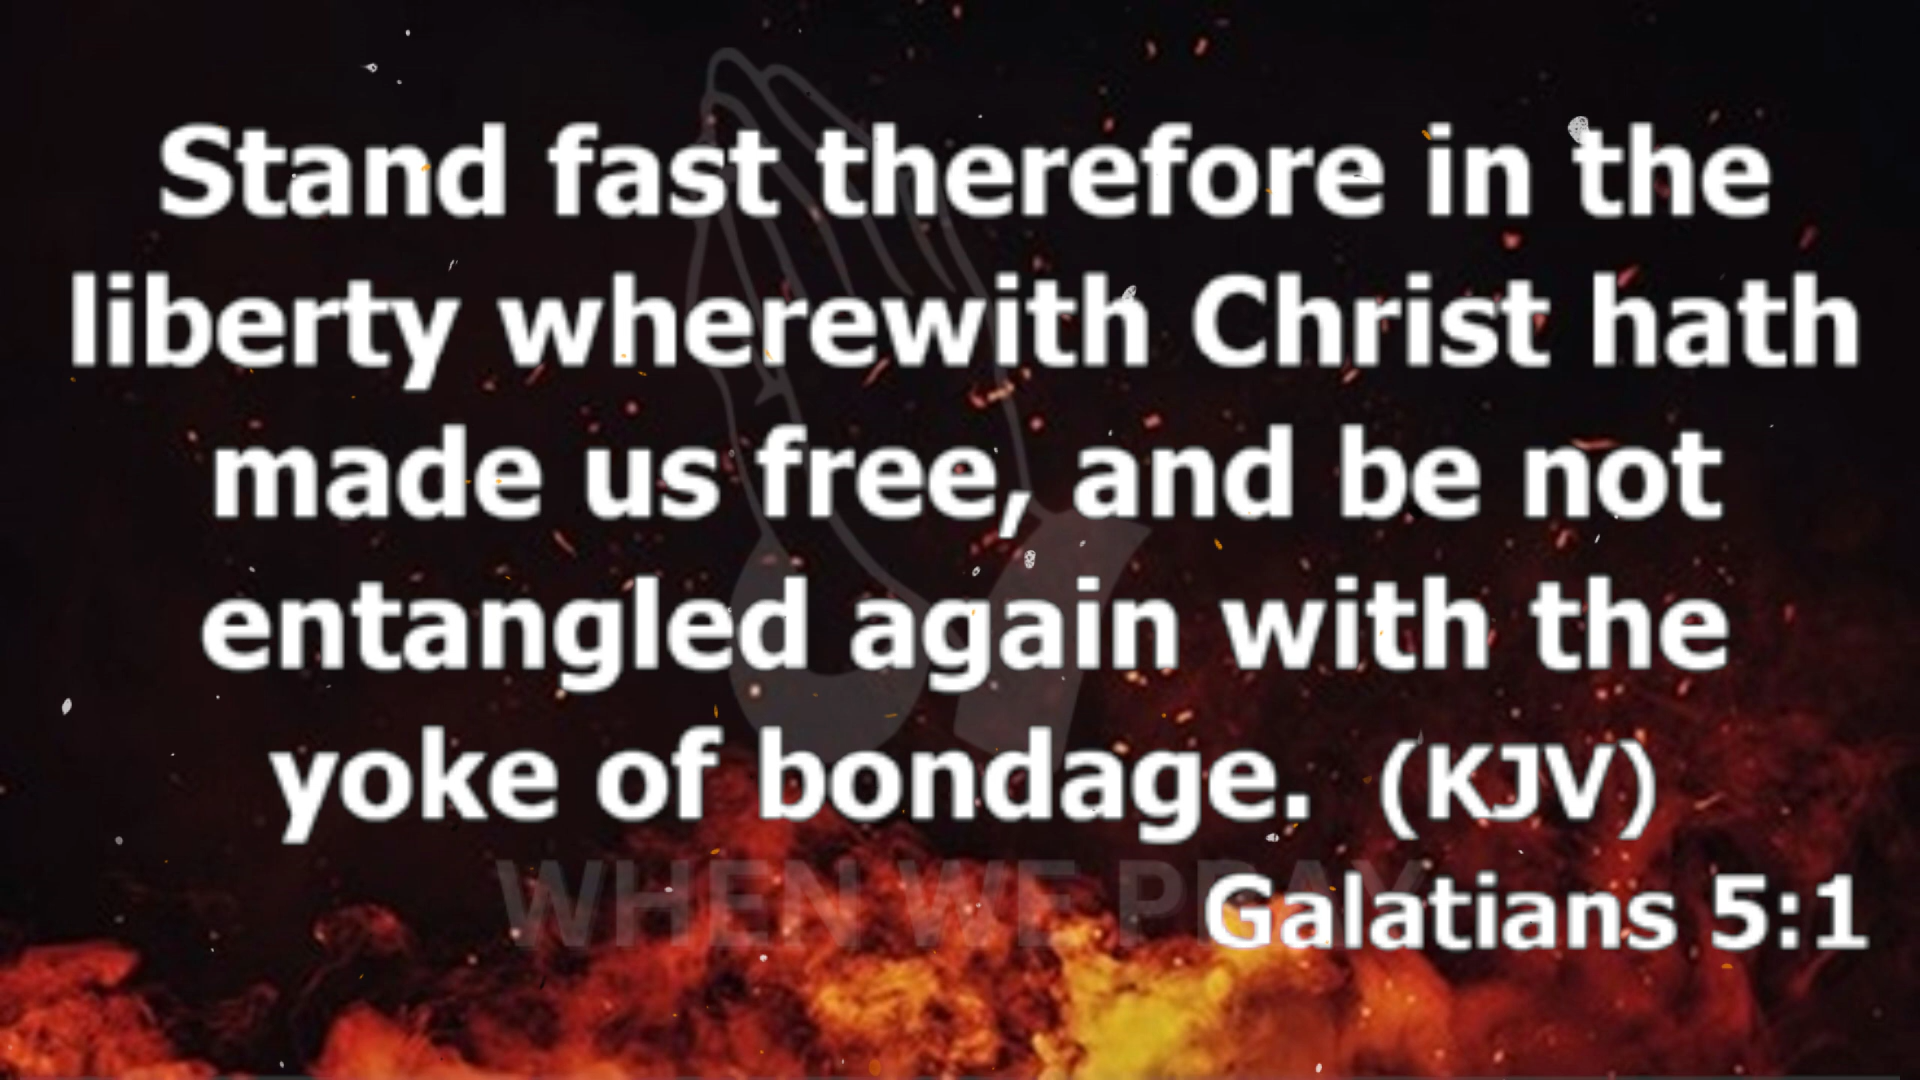 Stand fast therefore in the
liberty wherewith Christ hath
made us free, and be not
entangled again with the
yoke of bondage. (KJV)
WHEN WE PRAY
Galatians 5:1